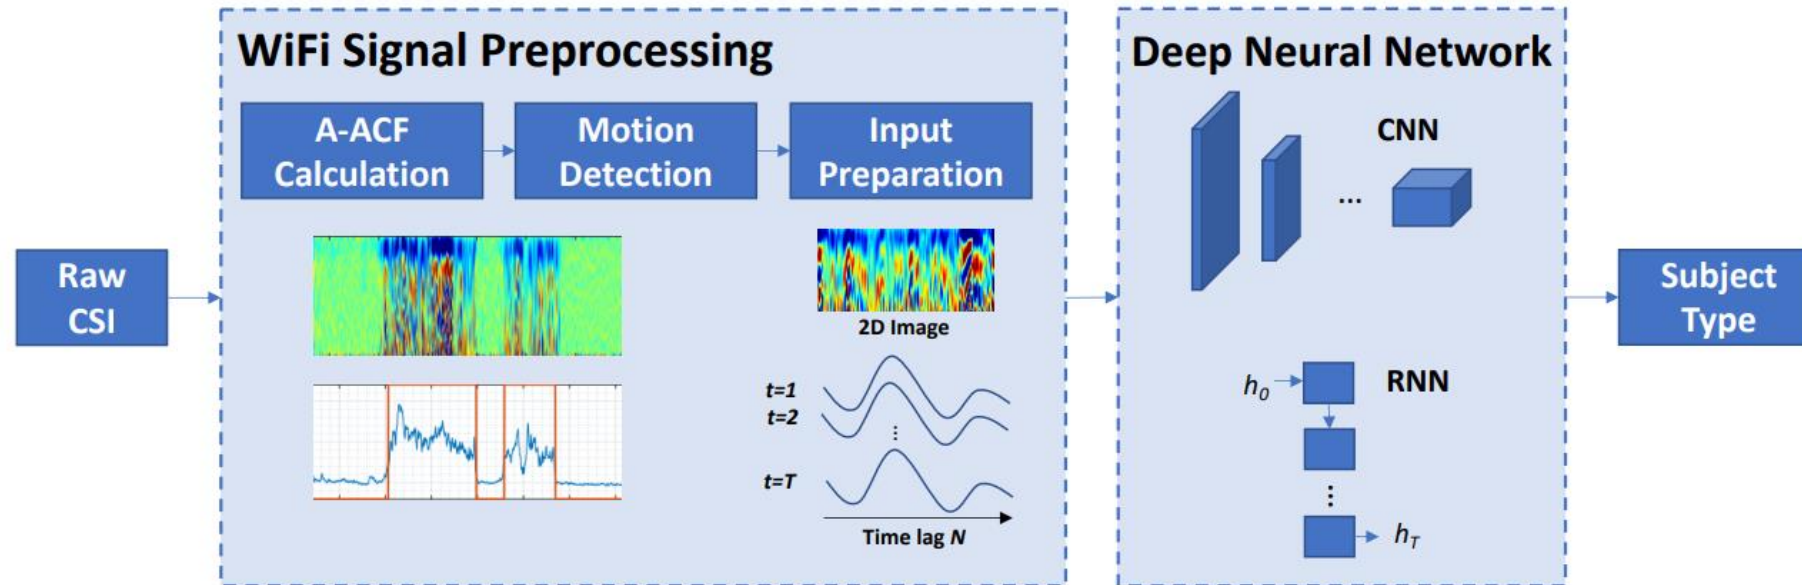 WiFi Signal Preprocessing
Deep Neural Network
A-ACF
Calculation
Motion
Detection
Input
Preparation
Raw
CSI
2D Image
t=1
t=2
⋮
t=T
Time lag N
CNN
...
RNN
h₀
⋮
h_T
Subject
Type